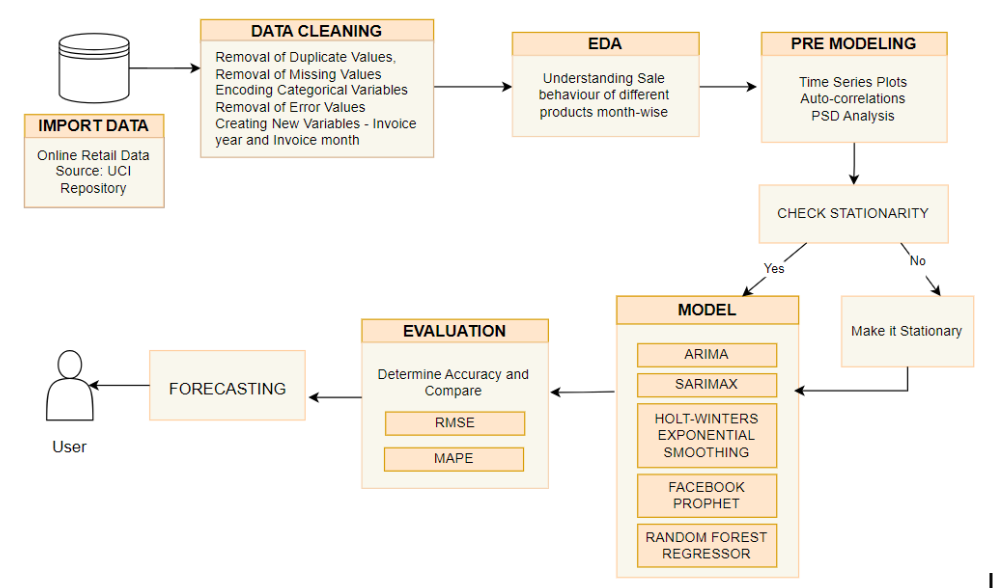 IMPORT DATA
Online Retail Data
Source: UCI
Repository
DATA CLEANING
Removal of Duplicate Values,
Removal of Missing Values
Encoding Categorical Variables
Removal of Error Values
Creating New Variables - Invoice
year and Invoice month
EDA
Understanding Sale
behaviour of different
products month-wise
PRE MODELING
Time Series Plots
Auto-correlations
PSD Analysis
CHECK STATIONARITY
Yes
No
Make it Stationary
MODEL
ARIMA
SARIMAX
HOLT-WINTERS
EXPONENTIAL
SMOOTHING
FACEBOOK
PROPHET
RANDOM FOREST
REGRESSOR
EVALUATION
Determine Accuracy and
Compare
RMSE
MAPE
FORECASTING
User